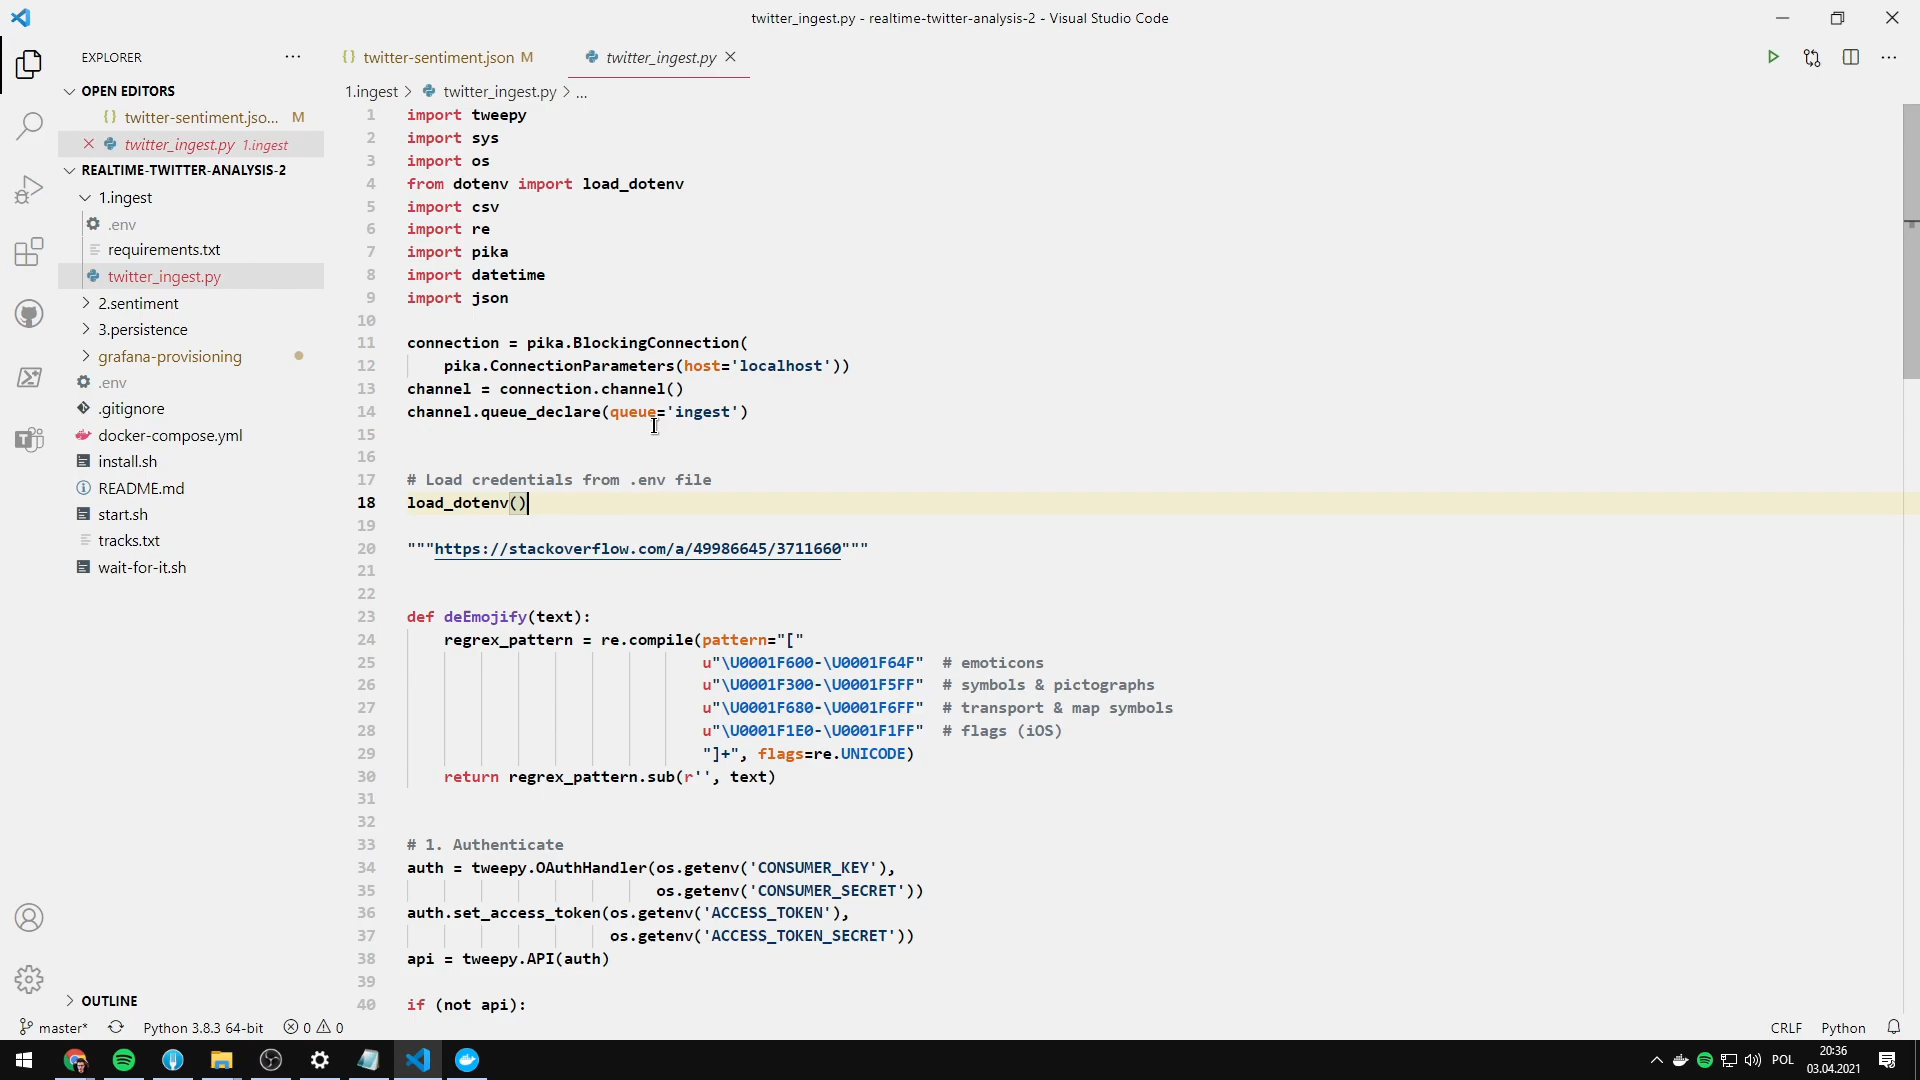 twitter_ingest.py - realtime-twitter-analysis-2 - Visual Studio Code
EXPLORER
OPEN EDITORS
twitter-sentiment.jso... M
twitter_ingest.py 1.ingest
REALTIME-TWITTER-ANALYSIS-2
1.ingest
.env
requirements.txt
twitter_ingest.py
2.sentiment
3.persistence
grafana-provisioning
.env
.gitignore
docker-compose.yml
install.sh
README.md
start.sh
tracks.txt
wait-for-it.sh
OUTLINE
twitter-sentiment.json M
twitter_ingest.py
1.ingest > twitter_ingest.py > ...
1 import tweepy
2 import sys
3 import os
4 from dotenv import load_dotenv
5 import csv
6 import re
7 import pika
8 import datetime
9 import json
10
11 connection = pika.BlockingConnection(
12 pika.ConnectionParameters(host='localhost'))
13 channel = connection.channel()
14 channel.queue_declare(queue='ingest')
15
16
17 # Load credentials from .env file
18 load_dotenv()
19
20 """https://stackoverflow.com/a/49986645/3711660"""
21
22
23 def deEmojify(text):
24 regrex_pattern = re.compile(pattern="["
25 u"\U0001F600-\U0001F64F" # emoticons
26 u"\U0001F300-\U0001F5FF" # symbols & pictographs
27 u"\U0001F680-\U0001F6FF" # transport & map symbols
28 u"\U0001F1E0-\U0001F1FF" # flags (iOS)
29 "]+", flags=re.UNICODE)
30 return regrex_pattern.sub(r'', text)
31
32
33 # 1. Authenticate
34 auth = tweepy.OAuthHandler(os.getenv('CONSUMER_KEY'),
35 os.getenv('CONSUMER_SECRET'))
36 auth.set_access_token(os.getenv('ACCESS_TOKEN'),
37 os.getenv('ACCESS_TOKEN_SECRET'))
38 api = tweepy.API(auth)
39
40 if (not api):
master* Python 3.8.3 64-bit 0 0 CRLF Python
POL
20:36
03.04.2021